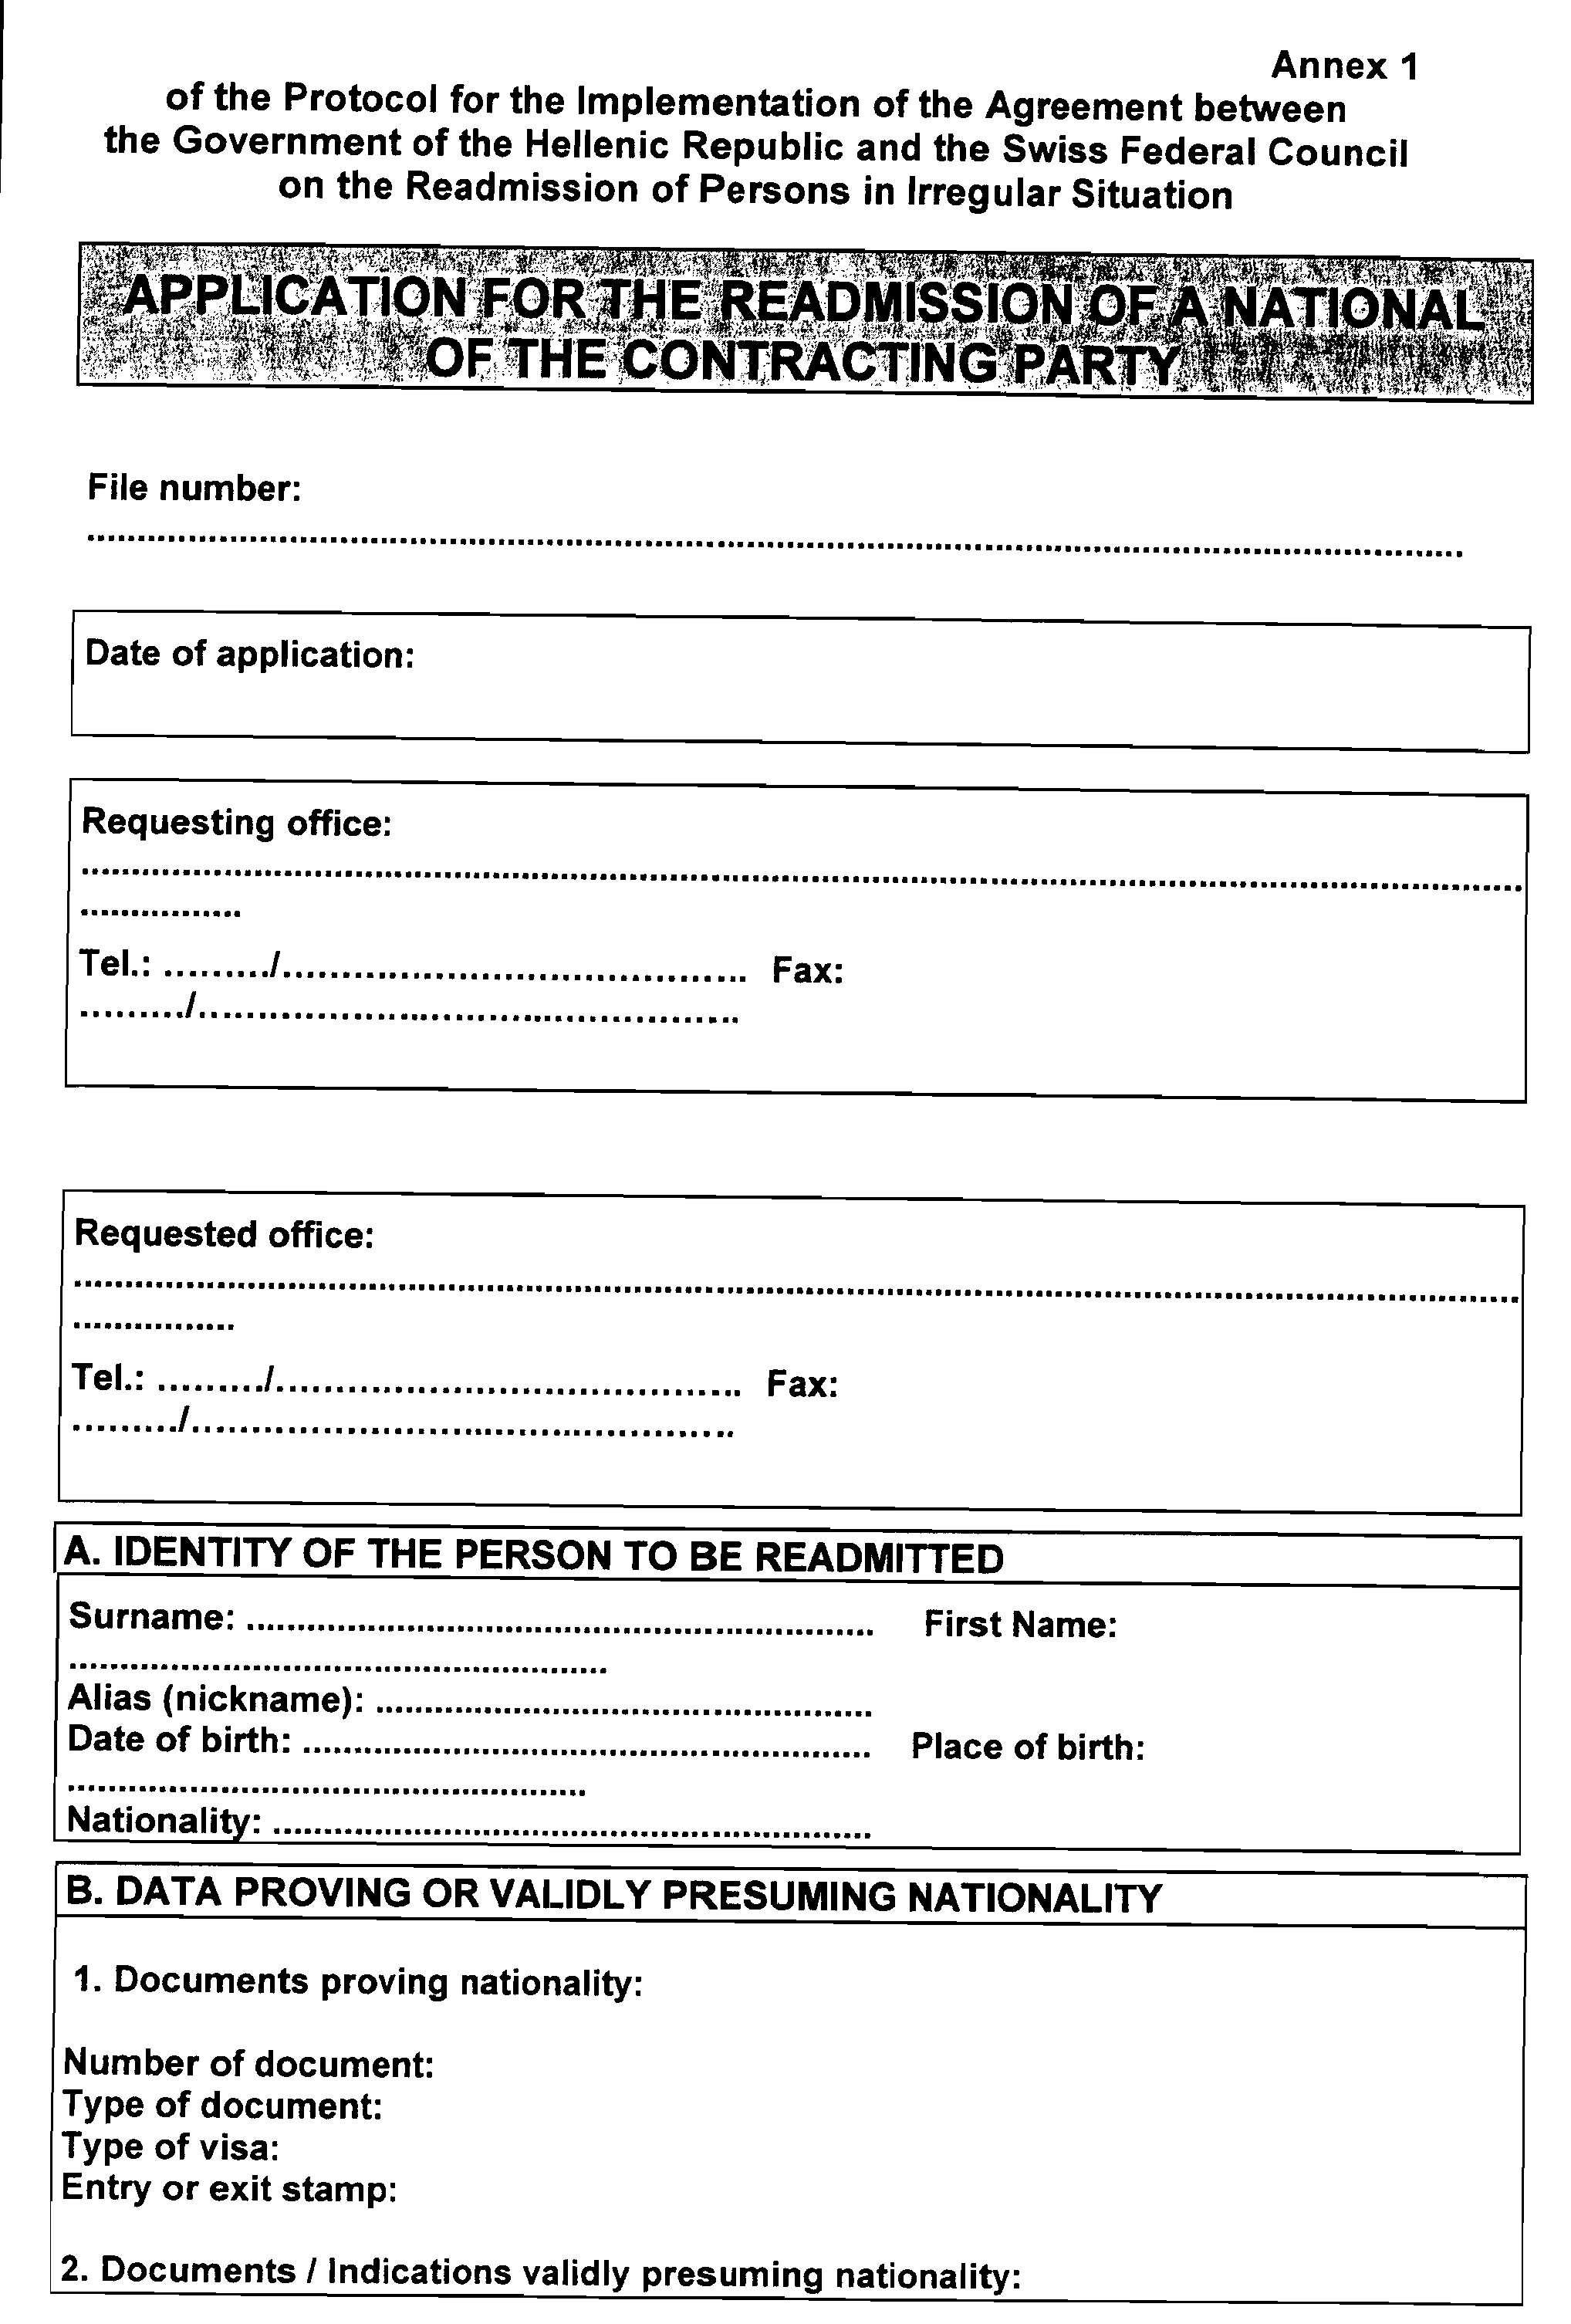 Annex 1
of the Protocol for the Implementation of the Agreement between
the Government of the Hellenic Republic and the Swiss Federal Council
on the Readmission of Persons in Irregular Situation
APPLICATION FOR THE READMISSION OF A NATIONAL
OF THE CONTRACTING PARTY
File number:
................................................................................
Date of application:
Requesting office:
................................................................................
................
Tel.: ........./....................................... Fax:
........./.............................................
Requested office:
................................................................................
................
Tel.: ........./....................................... Fax:
........./.............................................
A. IDENTITY OF THE PERSON TO BE READMITTED
Surname: ............................................................. First Name:
.....................................................
Alias (nickname): .................................................
Date of birth: ........................................................ Place of birth:
...................................................
Nationality: ...........................................................
B. DATA PROVING OR VALIDLY PRESUMING NATIONALITY
1. Documents proving nationality:
Number of document:
Type of document:
Type of visa:
Entry or exit stamp:
2. Documents / Indications validly presuming nationality: